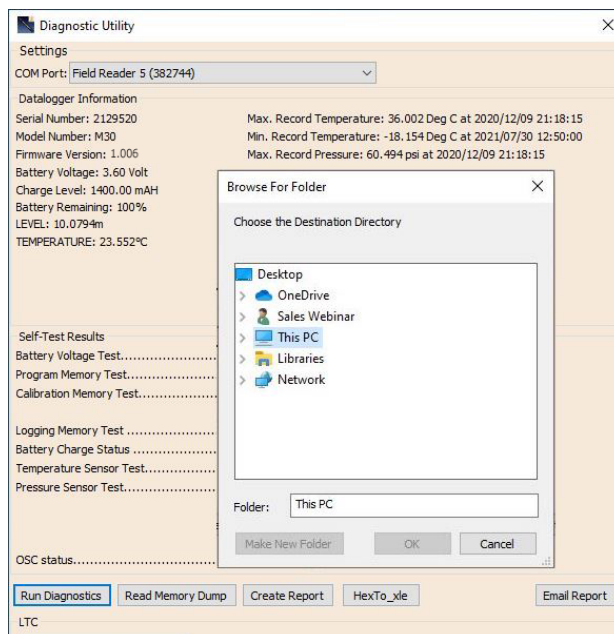 Diagnostic Utility
Settings
COM Port: Field Reader 5 (382744)
Datalogger Information
Serial Number: 2129520
Model Number: M30
Firmware Version: 1.006
Battery Voltage: 3.60 Volt
Charge Level: 1400.00 mAH
Battery Remaining: 100%
LEVEL: 10.0794m
TEMPERATURE: 23.552°C
Max. Record Temperature: 36.002 Deg C at 2020/12/09 21:18:15
Min. Record Temperature: -18.154 Deg C at 2021/07/30 12:50:00
Max. Record Pressure: 60.494 psi at 2020/12/09 21:18:15
Browse For Folder
Choose the Destination Directory
Desktop
OneDrive
Sales Webinar
This PC
Libraries
Network
Folder: This PC
Make New Folder OK Cancel
Self-Test Results
Battery Voltage Test......................
Program Memory Test....................
Calibration Memory Test.................
Logging Memory Test ....................
Battery Charge Status ...................
Temperature Sensor Test...............
Pressure Sensor Test.....................
OSC status..................................
Run Diagnostics Read Memory Dump Create Report HexTo_xle Email Report
LTC